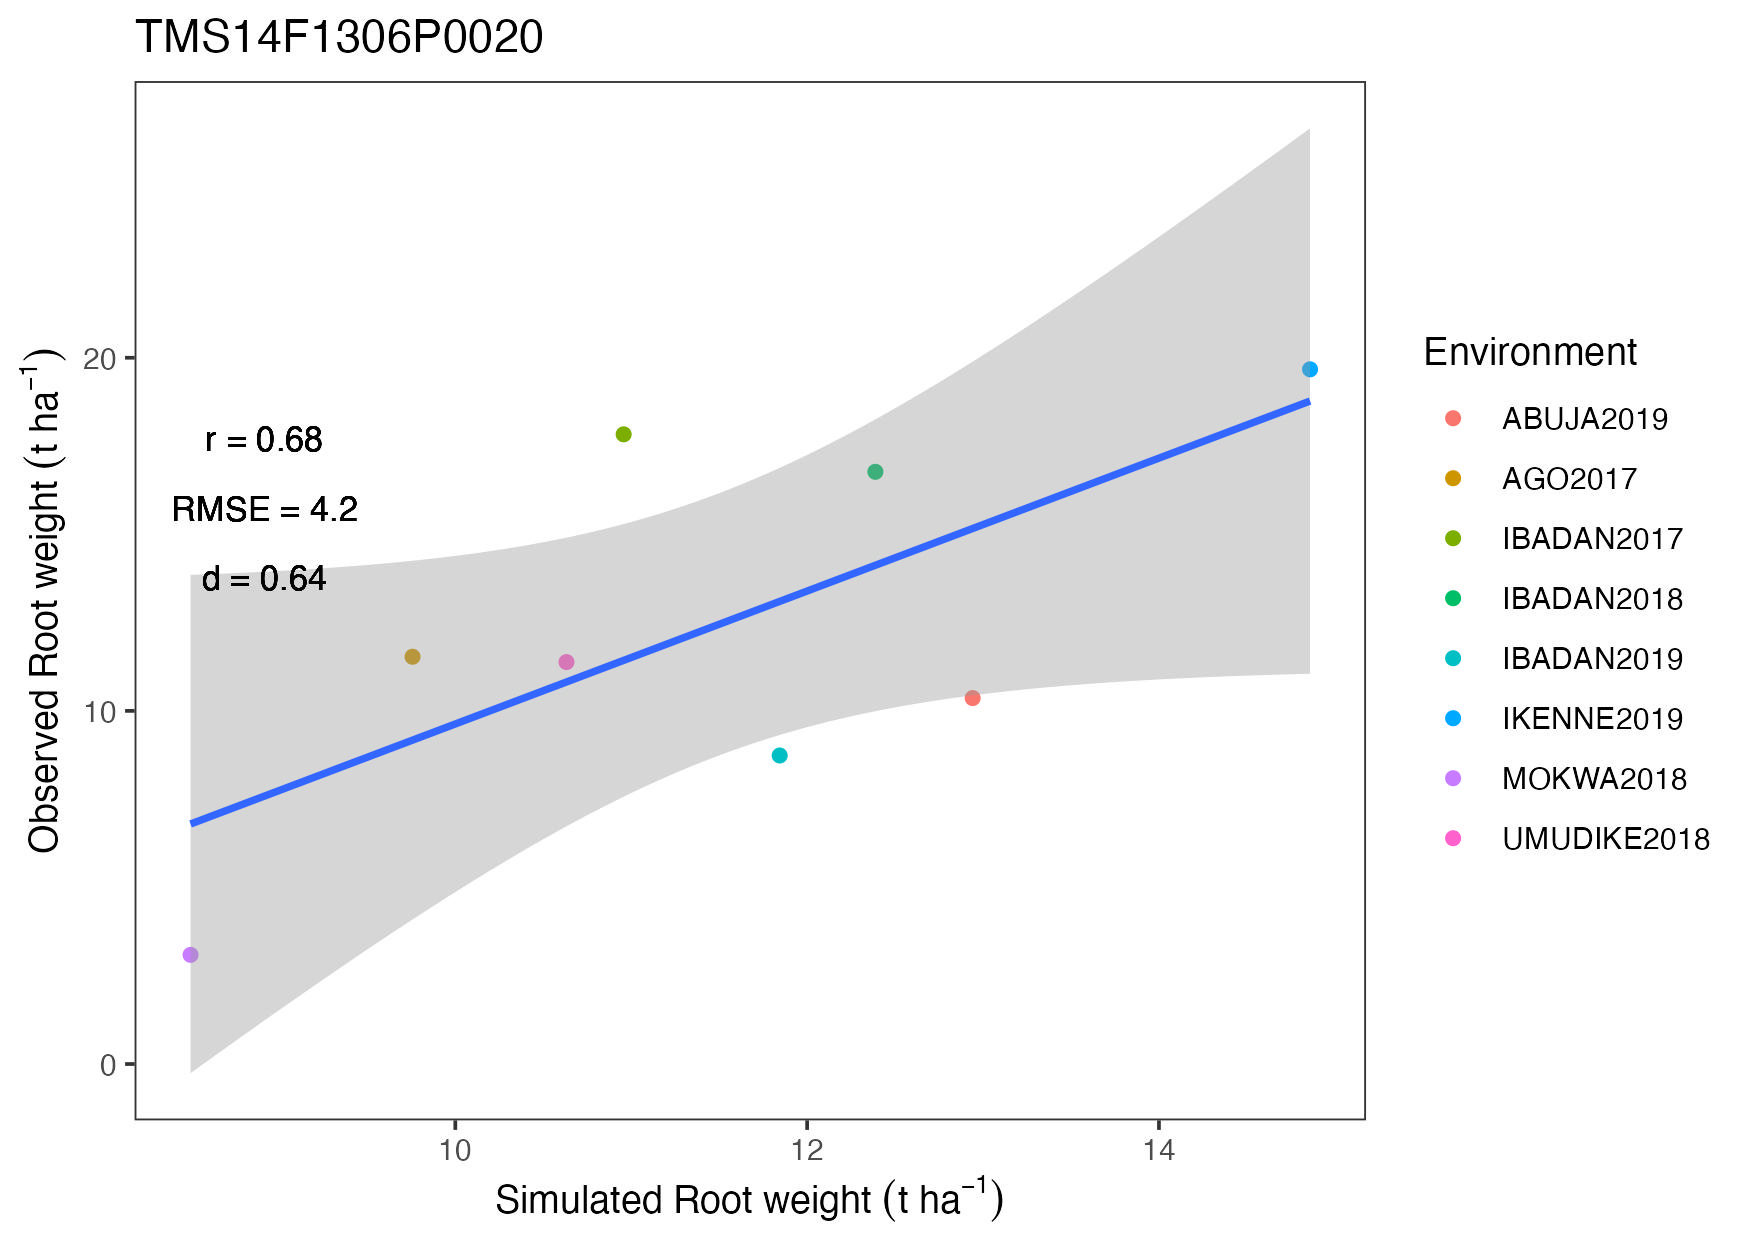 TMS14F1306P0020
Observed Root weight (t ha⁻¹)
20
10
0
r = 0.68
RMSE = 4.2
d = 0.64
10 12 14
Simulated Root weight (t ha⁻¹)
Environment
ABUJA2019
AGO2017
IBADAN2017
IBADAN2018
IBADAN2019
IKENNE2019
MOKWA2018
UMUDIKE2018